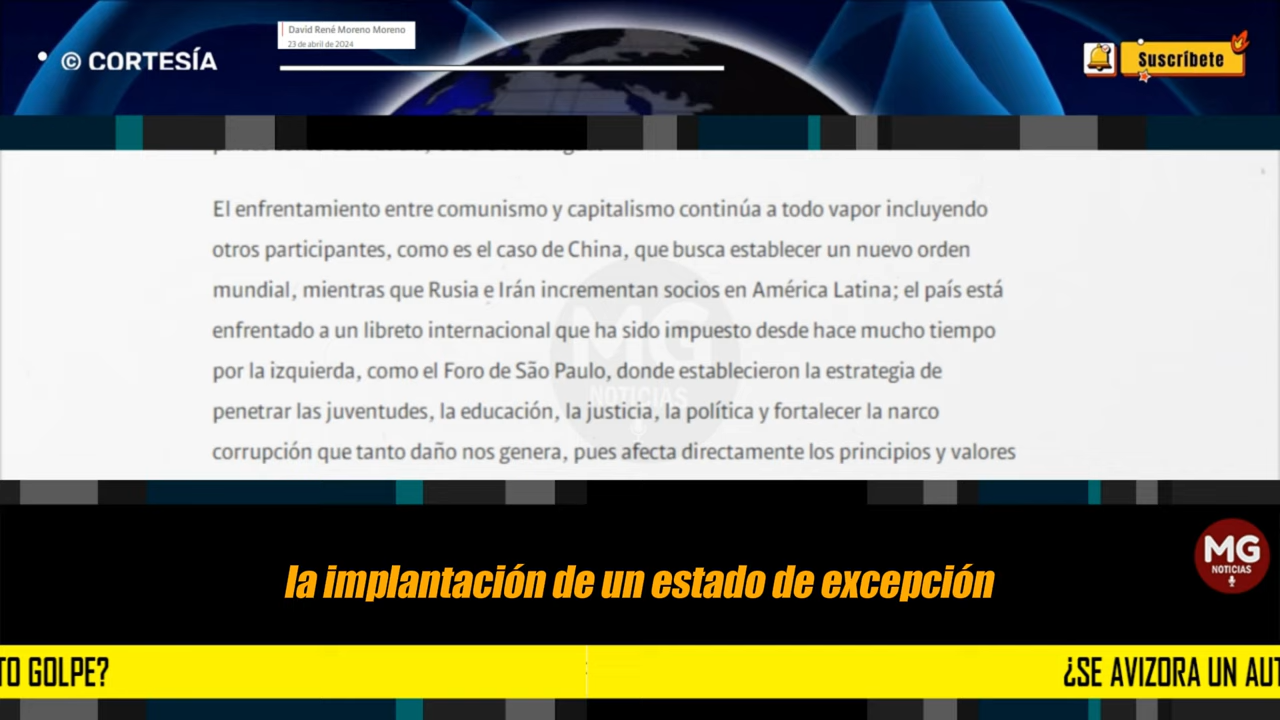 David René Moreno Moreno
23 de abril de 2024
© CORTESÍA
Suscríbete
El enfrentamiento entre comunismo y capitalismo continúa a todo vapor incluyendo
otros participantes, como es el caso de China, que busca establecer un nuevo orden
mundial, mientras que Rusia e Irán incrementan socios en América Latina; el país está
enfrentado a un libreto internacional que ha sido impuesto desde hace mucho tiempo
por la izquierda, como el Foro de São Paulo, donde establecieron la estrategia de
penetrar las juventudes, la educación, la justicia, la política y fortalecer la narco
corrupción que tanto daño nos genera, pues afecta directamente los principios y valores
MG
NOTICIAS
la implantación de un estado de excepción
MG
NOTICIAS
TO GOLPE?
¿SE AVIZORA UN AUT